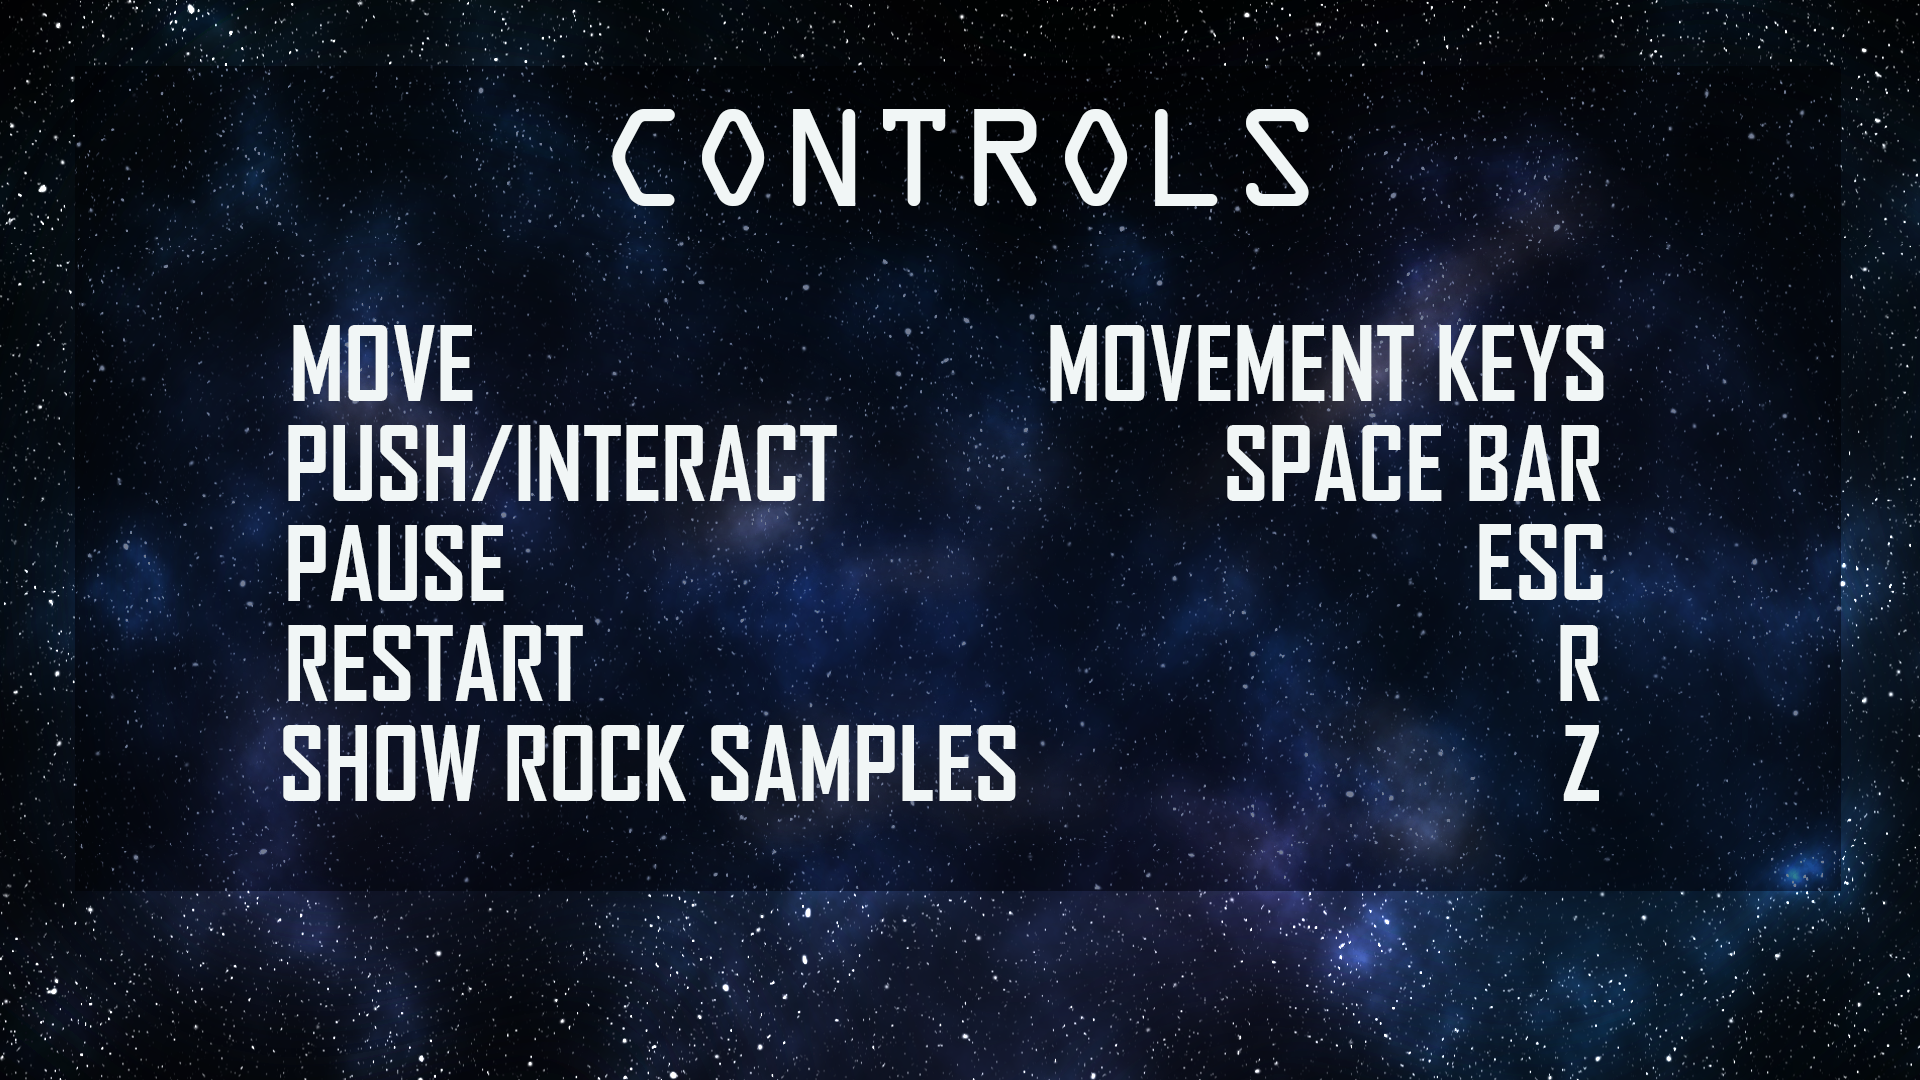 CONTROLS
MOVE MOVEMENT KEYS
PUSH/INTERACT SPACE BAR
PAUSE ESC
RESTART R
SHOW ROCK SAMPLES Z